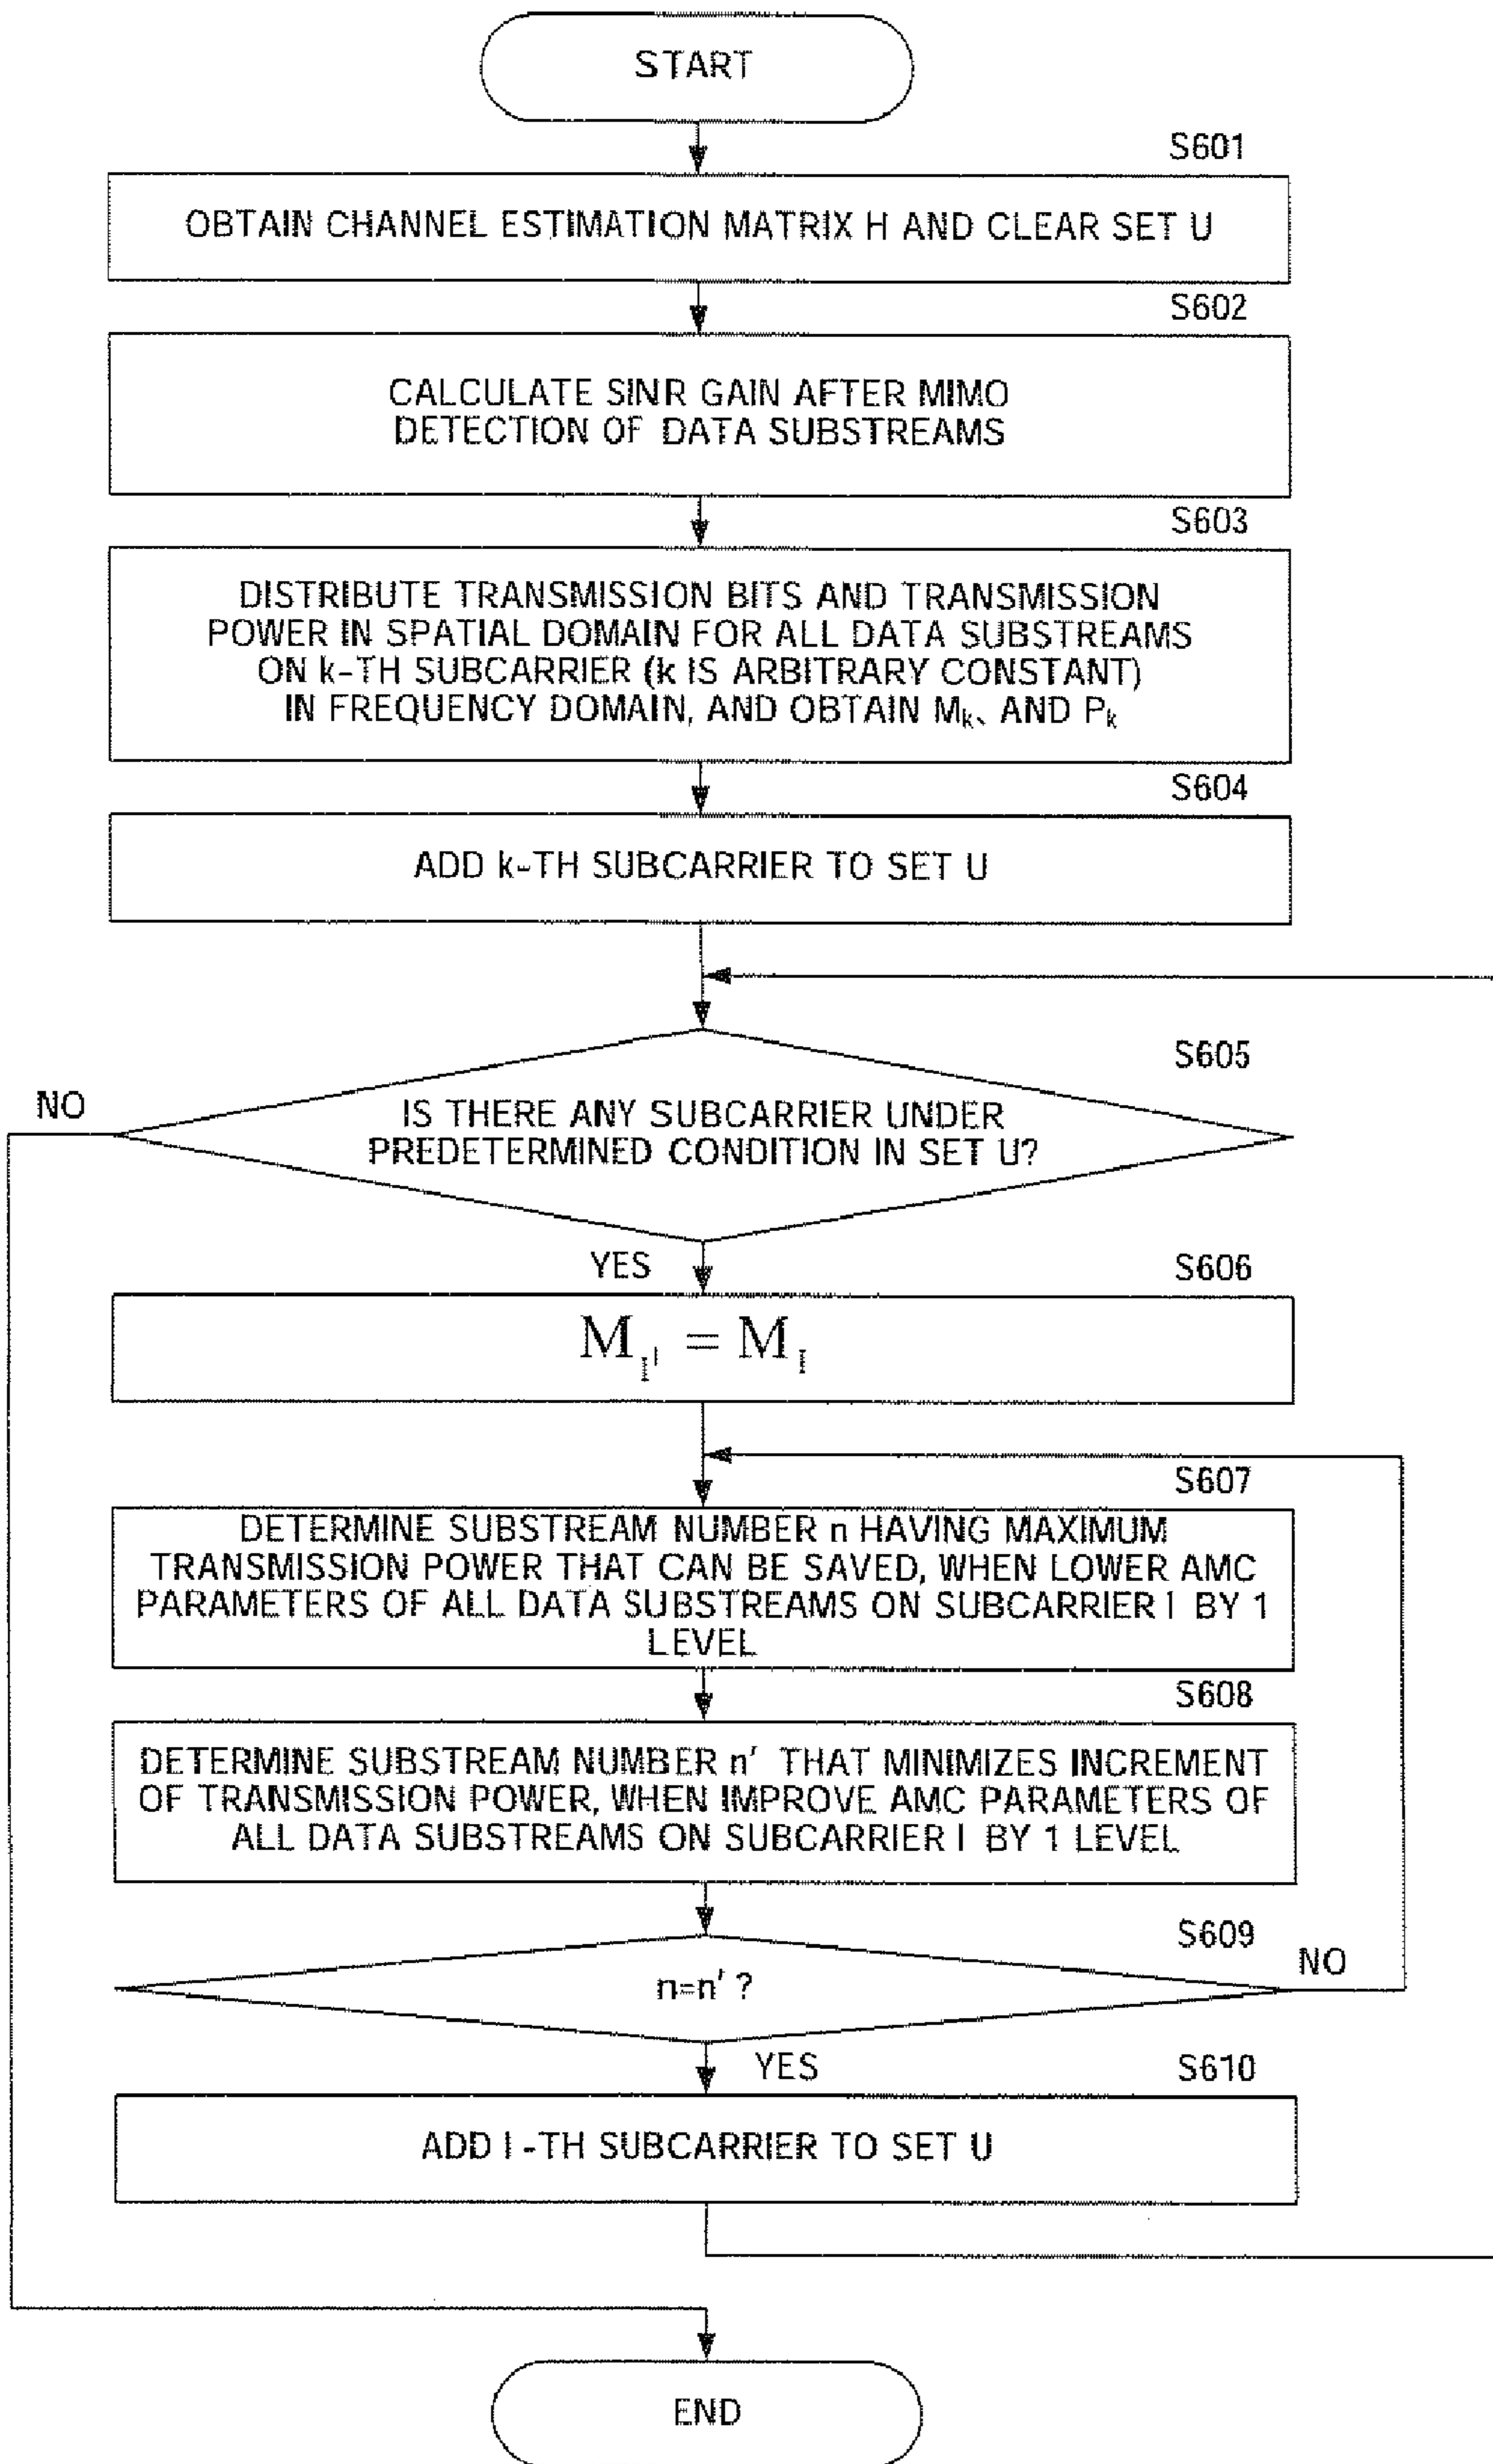 START
S601
OBTAIN CHANNEL ESTIMATION MATRIX H AND CLEAR SET U
S602
CALCULATE SINR GAIN AFTER MIMO
DETECTION OF DATA SUBSTREAMS
S603
DISTRIBUTE TRANSMISSION BITS AND TRANSMISSION
POWER IN SPATIAL DOMAIN FOR ALL DATA SUBSTREAMS
ON k-TH SUBCARRIER (k IS ARBITRARY CONSTANT)
IN FREQUENCY DOMAIN, AND OBTAIN Mk、 AND Pk
S604
ADD k-TH SUBCARRIER TO SET U
S605
NO
IS THERE ANY SUBCARRIER UNDER
PREDETERMINED CONDITION IN SET U?
YES
S606
M_l' = M_l
S607
DETERMINE SUBSTREAM NUMBER n HAVING MAXIMUM
TRANSMISSION POWER THAT CAN BE SAVED, WHEN LOWER AMC
PARAMETERS OF ALL DATA SUBSTREAMS ON SUBCARRIER l BY 1
LEVEL
S608
DETERMINE SUBSTREAM NUMBER n' THAT MINIMIZES INCREMENT
OF TRANSMISSION POWER, WHEN IMPROVE AMC PARAMETERS OF
ALL DATA SUBSTREAMS ON SUBCARRIER l BY 1 LEVEL
S609
n=n' ?
NO
YES
S610
ADD l -TH SUBCARRIER TO SET U
END